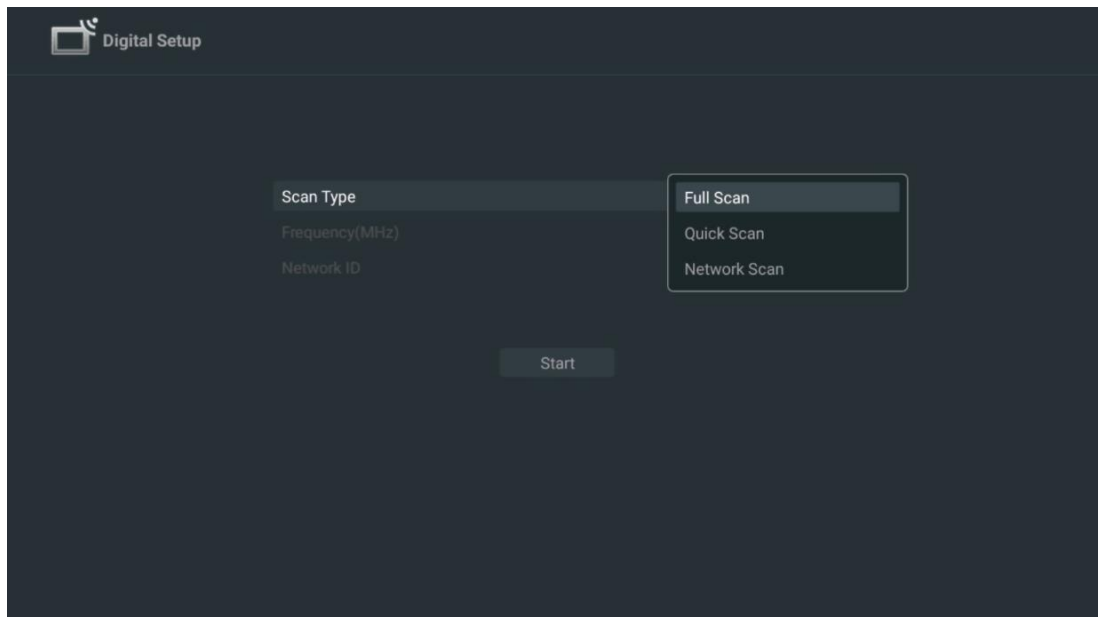 Digital Setup
Scan Type
Full Scan
Frequency(MHz)
Quick Scan
Network ID
Network Scan
Start